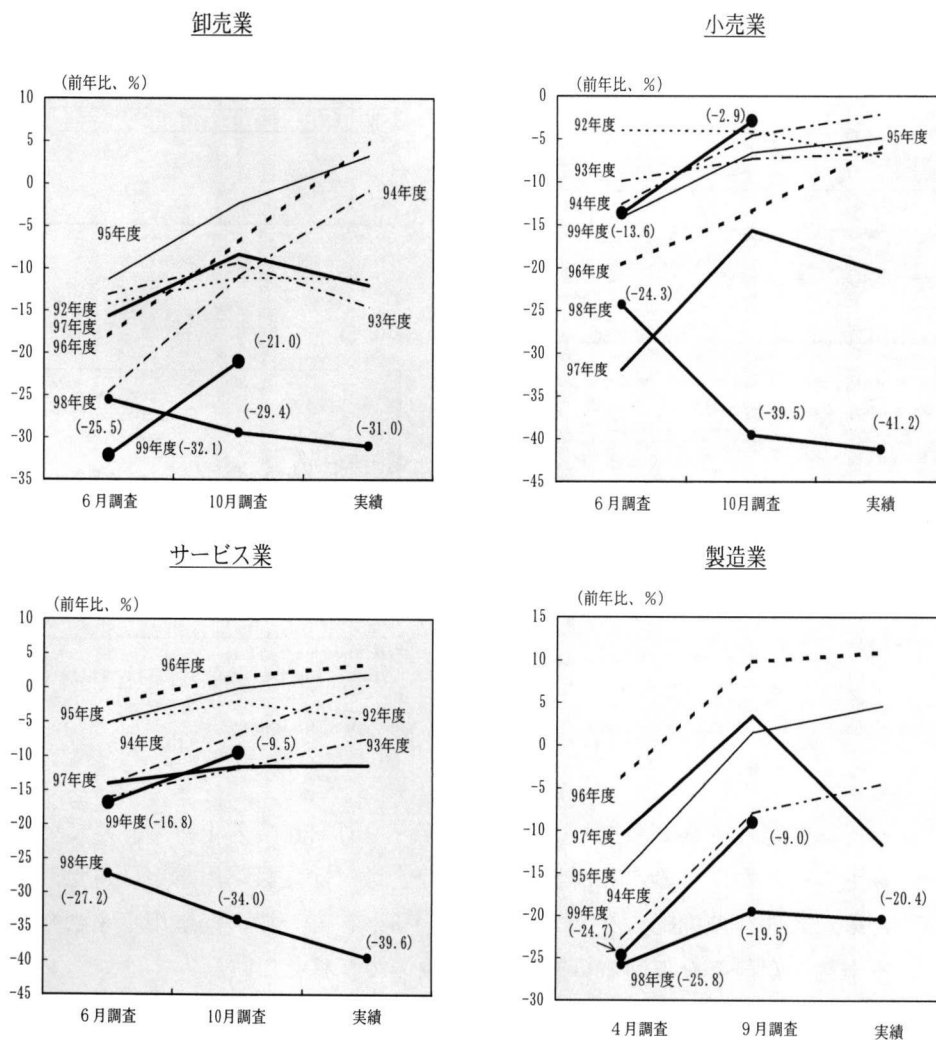 卸売業
(前年比、%)
10
5
0
-5
-10
-15
-20
-25
-30
-35
95年度
94年度
92年度
97年度
96年度
93年度
98年度
(-25.5)
99年度(-32.1)
(-21.0)
(-29.4)
(-31.0)
6月調査
10月調査
実績
小売業
(前年比、%)
0
-5
-10
-15
-20
-25
-30
-35
-40
-45
92年度
(-2.9)
95年度
93年度
94年度
99年度(-13.6)
96年度
(-24.3)
98年度
97年度
(-39.5)
(-41.2)
6月調査
10月調査
実績
サービス業
(前年比、%)
10
5
0
-5
-10
-15
-20
-25
-30
-35
-40
-45
96年度
95年度
92年度
94年度
(-9.5)
93年度
97年度
99年度(-16.8)
98年度
(-27.2)
(-34.0)
(-39.6)
6月調査
10月調査
実績
製造業
(前年比、%)
15
10
5
0
-5
-10
-15
-20
-25
-30
96年度
97年度
95年度
94年度
99年度
(-24.7)
(-9.0)
(-19.5)
(-20.4)
98年度(-25.8)
4月調査
9月調査
実績